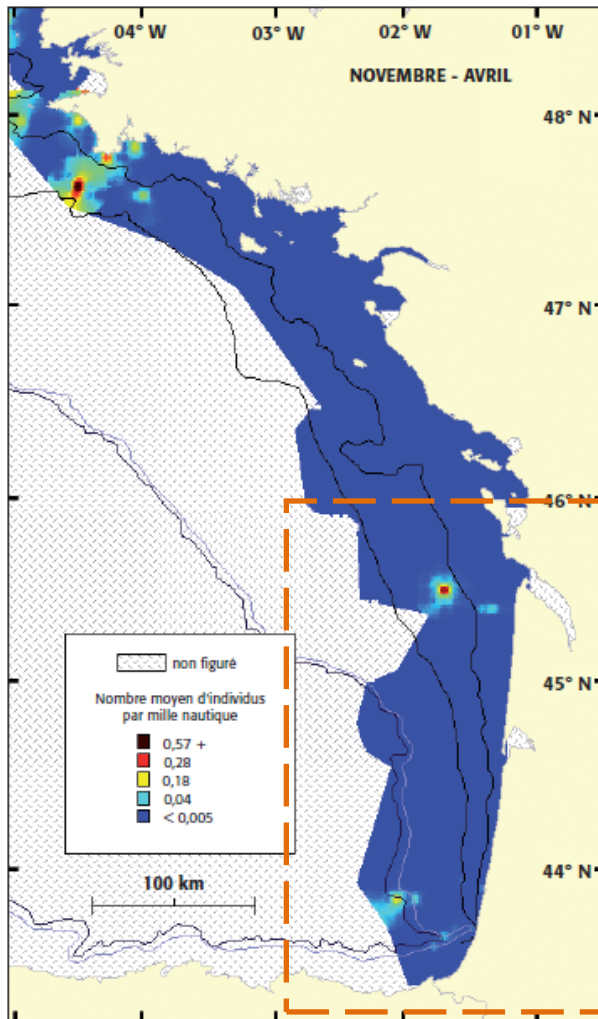 04° W 03° W 02° W 01° W
NOVEMBRE - AVRIL
48° N
47° N
46° N
45° N
44° N
non figuré
Nombre moyen d'individus
par mille nautique
0,57 +
0,28
0,18
0,04
< 0,005
100 km